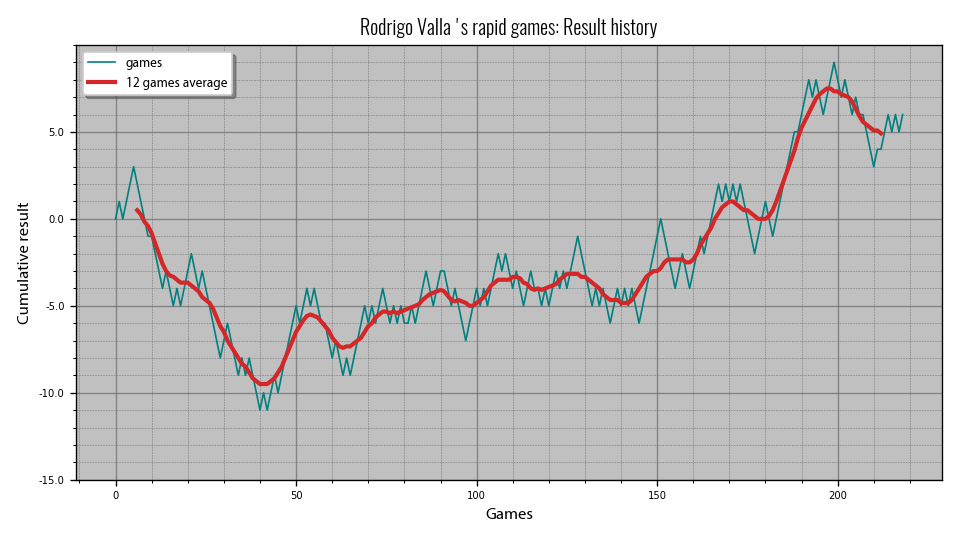 Rodrigo Valla 's rapid games: Result history
games
12 games average
Cumulative result
5.0
0.0
-5.0
-10.0
-15.0
0 50 100 150 200
Games